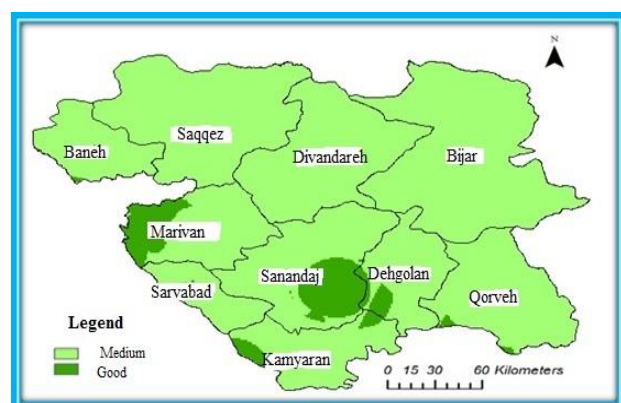 N
Saqqez
Baneh
Divandareh
Bijar
Marivan
Sanandaj
Dehgolan
Sarvabad
Qorveh
Legend
Medium
Good
Kamyaran
0 15 30 60 Kilometers